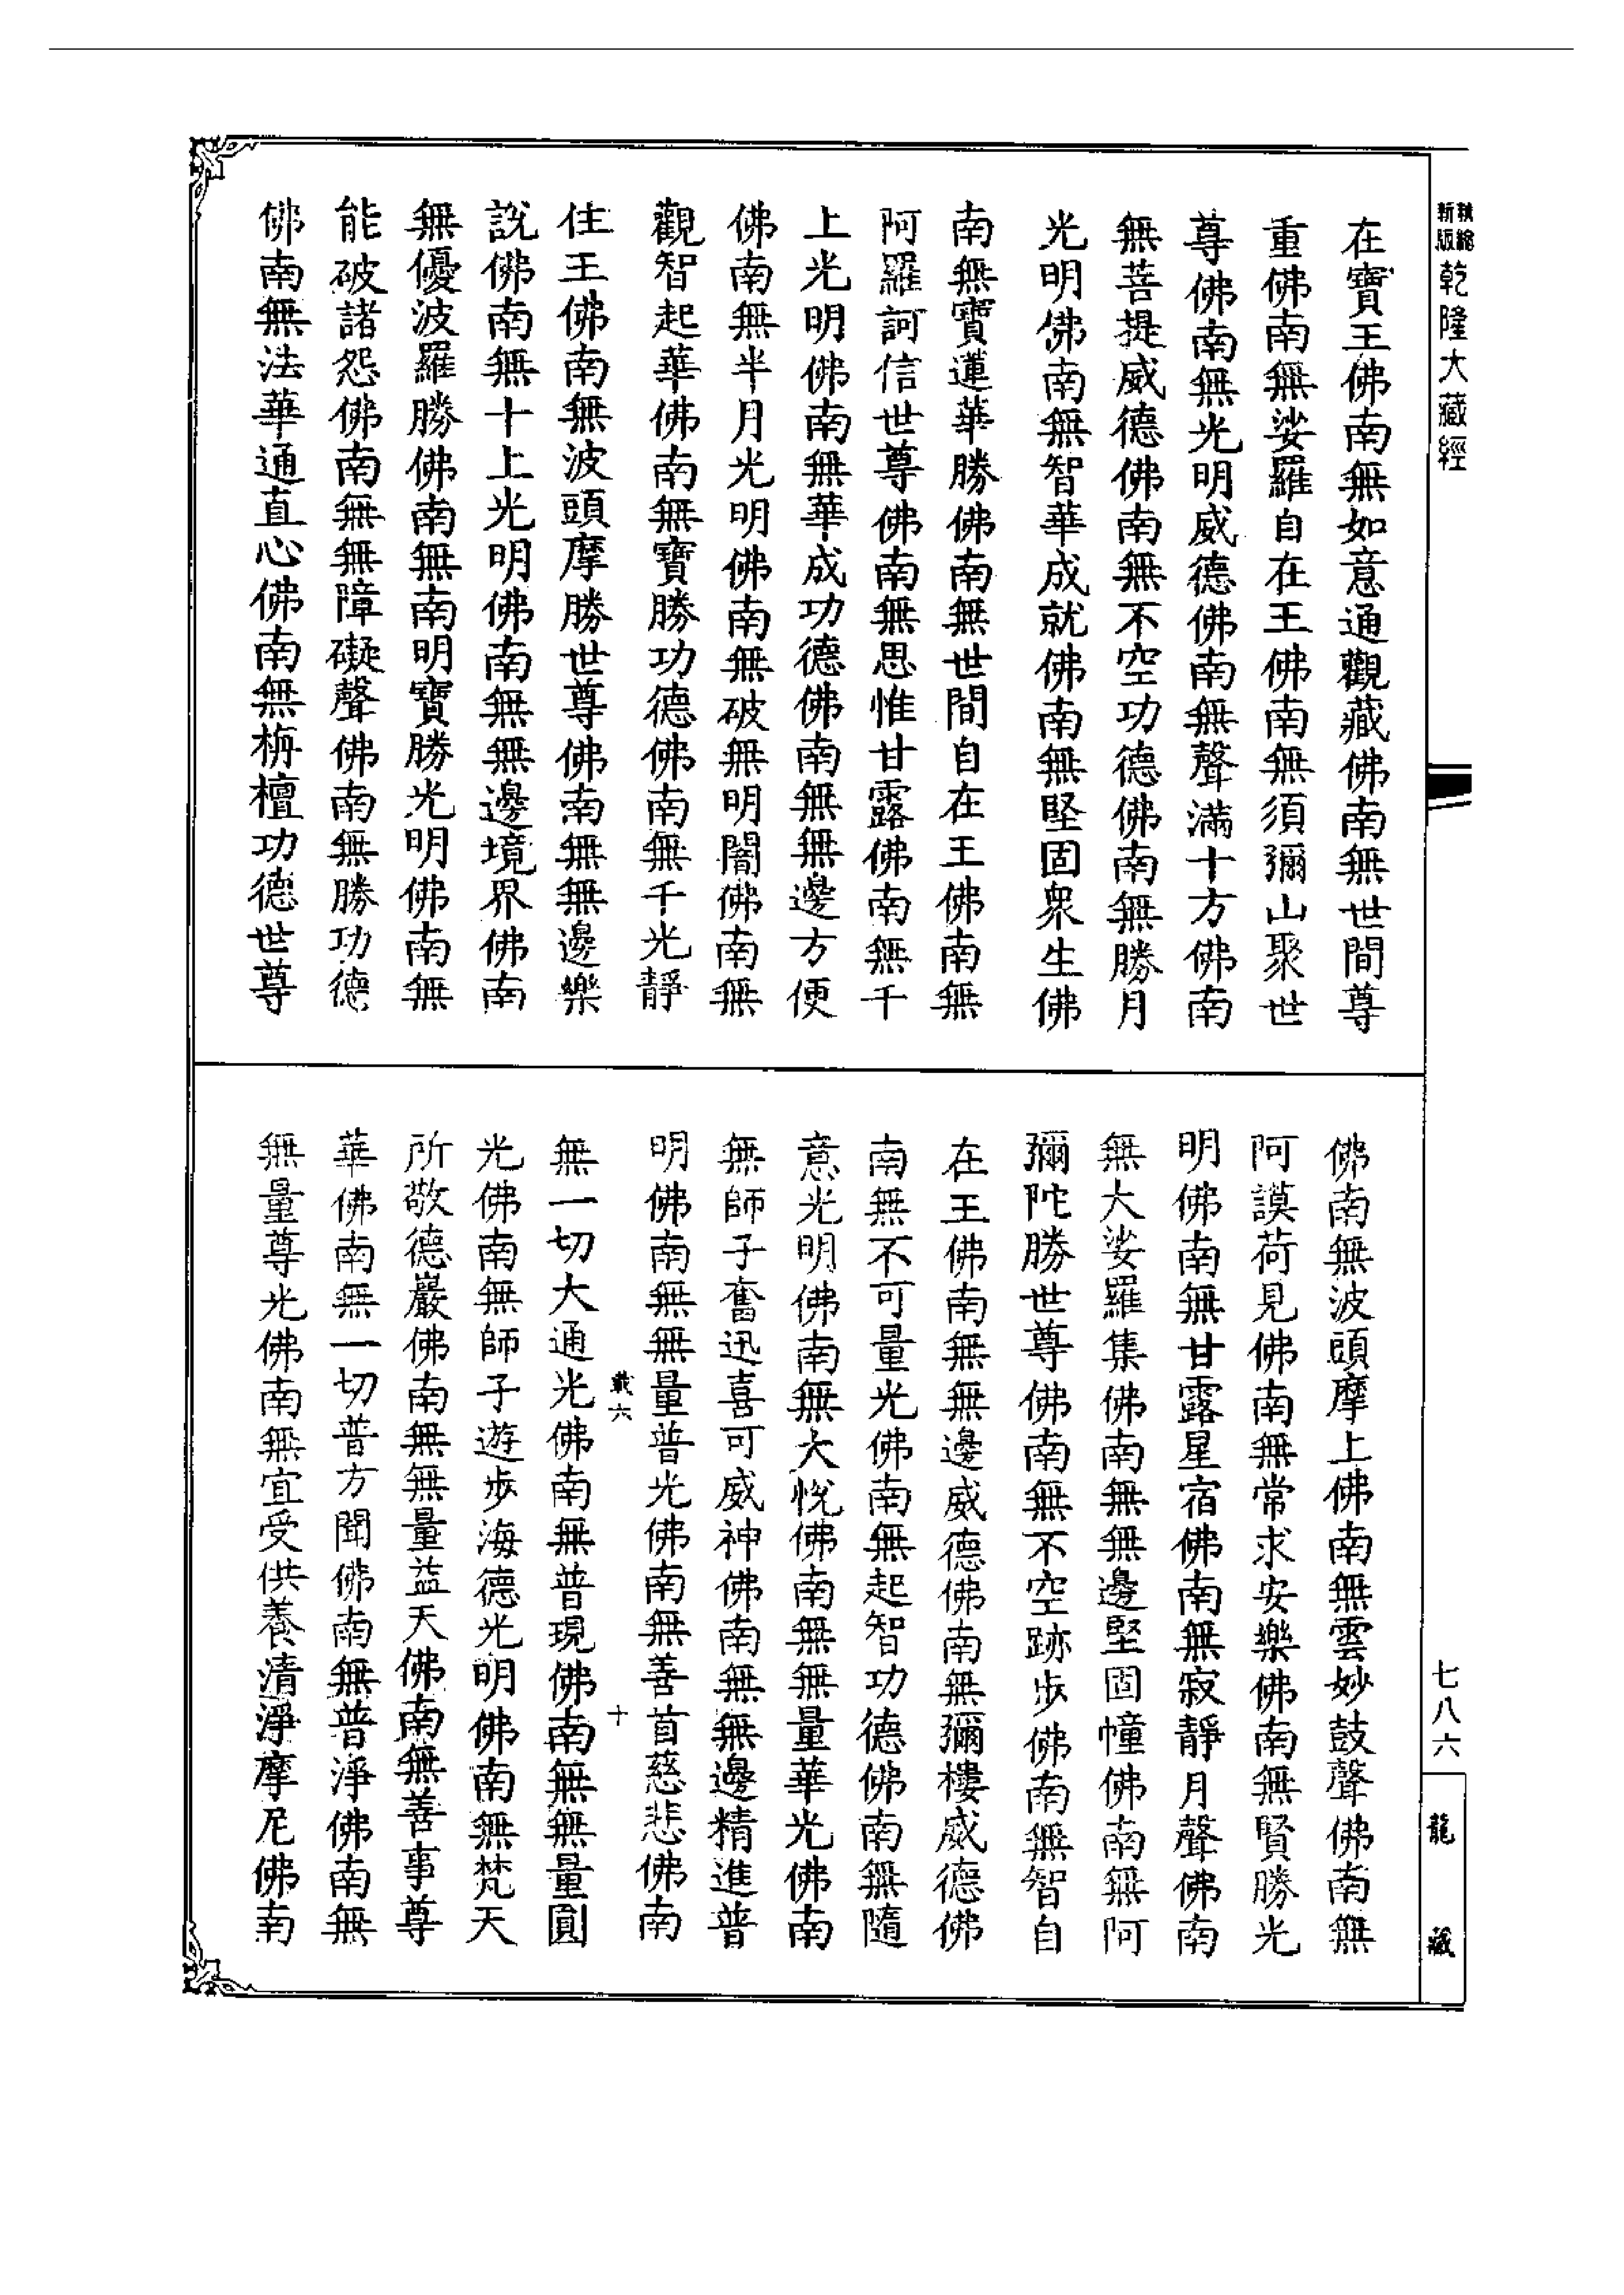 新版
乾隆大藏經
在寶王佛南無如意通觀藏佛南無世間尊
重佛南無娑羅自在王佛南無須彌山聚世
尊佛南無光明威德佛南無聲滿十方佛南
無菩提威德佛南無不空功德佛南無勝月
光明佛南無智華成就佛南無堅固眾生佛
南無寶蓮華勝佛南無世間自在王佛南無
阿羅訶信世尊佛南無思惟甘露佛南無千
上光明佛南無華成功德佛南無無邊方便
佛南無半月光明佛南無破無明闇佛南無
觀智起華佛南無寶勝功德佛南無千光靜
住王佛南無波頭摩勝世尊佛南無無邊樂
說佛南無十上光明佛南無無邊境界佛南
無優波羅勝佛南無南明寶勝光明佛南無
能破諸怨佛南無無障礙聲佛南無勝功德
佛南無法華通直心佛南無栴檀功德世尊
佛南無波頭摩上佛南無雲妙鼓聲佛南無
阿謨荷見佛南無常求安樂佛南無賢勝光
明佛南無甘露星宿佛南無寂靜月聲佛南
無大娑羅集佛南無無邊堅固幢佛南無阿
彌陀勝世尊佛南無不空跡步佛南無智自
在王佛南無無邊威德佛南無彌樓威德佛
南無不可量光佛南無起智功德佛南無隨
意光明佛南無大悅佛南無無量華光佛南
無師子奮迅喜可威神佛南無無邊精進普
明佛南無無量普光佛南無善首慈悲佛南
載六
十
無一切大通光佛南無普現佛南無無量圓
光佛南無師子遊步海德光明佛南無梵天
所敬德巖佛南無無量益天佛南無善事尊
華佛南無一切普方聞佛南無普淨佛南無
無量尊光佛南無宜受供養清淨摩尼佛南
七八六
龍藏